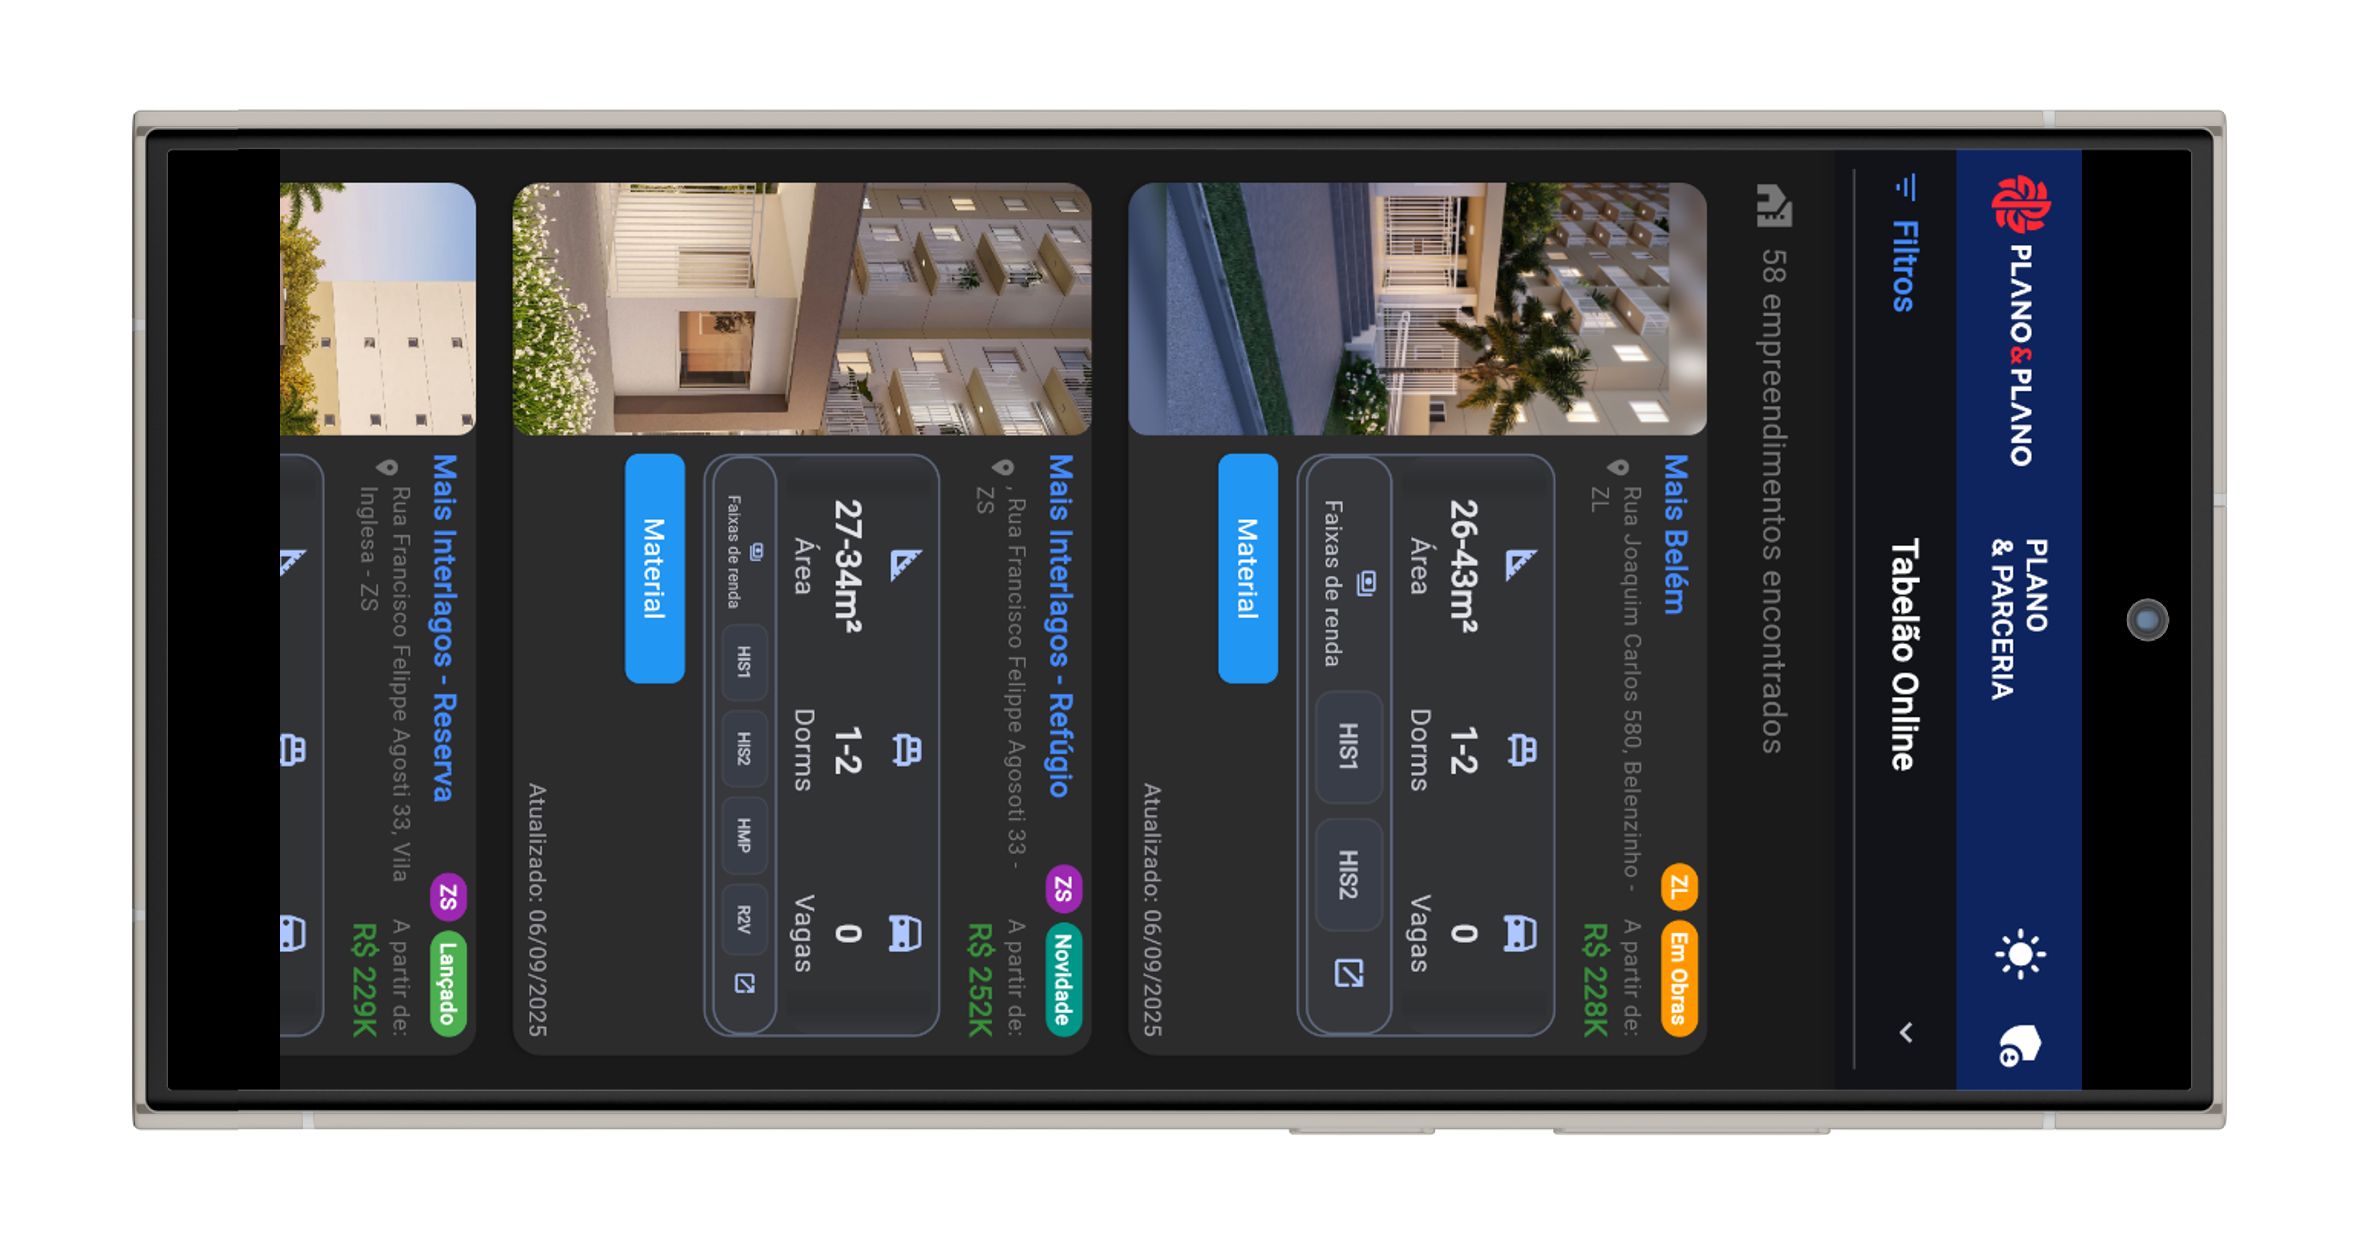 PLANO&PLANO
PLANO
& PARCERIA
Filtros
Tabelão Online
58 empreendimentos encontrados
Mais Belém
ZL
Em Obras
Rua Joaquim Carlos 580, Belenzinho -
ZL
A partir de:
R$ 228K
26-43m²
Área
1-2
Dorms
0
Vagas
Faixas de renda
HIS1
HIS2
Material
Atualizado: 06/09/2025
Mais Interlagos - Refúgio
ZS
Novidade
, Rua Francisco Felippe Agosoti 33 -
ZS
A partir de:
R$ 252K
27-34m²
Área
1-2
Dorms
0
Vagas
Faixas de renda
HIS1
HIS2
HMP
R2V
Material
Atualizado: 06/09/2025
Mais Interlagos - Reserva
ZS
Lançado
Rua Francisco Felippe Agosti 33, Vila
Inglesa - ZS
A partir de:
R$ 229K